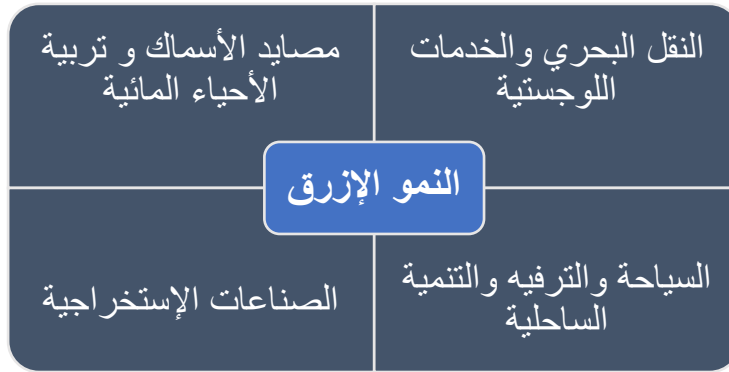 النقل البحري والخدمات
اللوجستية
مصايد الأسماك و تربية
الأحياء المائية
النمو الإزرق
السياحة والترفيه والتنمية
الساحلية
الصناعات الإستخراجية